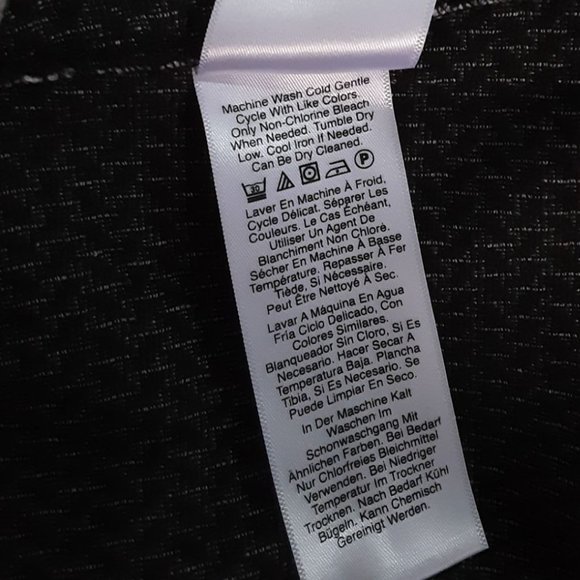 Machine Wash Cold Gentle
Cycle With Like Colors.
Only Non-Chlorine Bleach
When Needed. Tumble Dry
Low. Cool Iron If Needed.
Can Be Dry Cleaned.
30 P
Laver En Machine À Froid,
Cycle Délicat, Séparer Les
Couleurs. Le Cas Échéant,
Utiliser Un Agent De
Blanchiment Non Chlore.
Sécher En Machine À Basse
Température. Repasser À Fer
Tiède, Si Nécessaire.
Peut Être Nettoyé À Sec.
Lavar A Máquina En Agua
Fría Ciclo Delicado, Con
Colores Similares.
Blanqueador Sin Cloro, Si Es
Necesario. Hacer Secar A
Temperatura Baja. Plancha
Tibia, Si Es Necesario. Se
Puede Limpiar En Seco.
In Der Maschine Kalt
Waschen Im
Schonwaschgang Mit
Ähnlichen Farben. Bei Bedarf
Nur Chlorfreies Bleichmittel
Verwenden. Bei Niedriger
Temperatur Im Trockner
Trocknen. Nach Bedarf Kühl
Bügeln. Kann Chemisch
Gereinigt Werden.